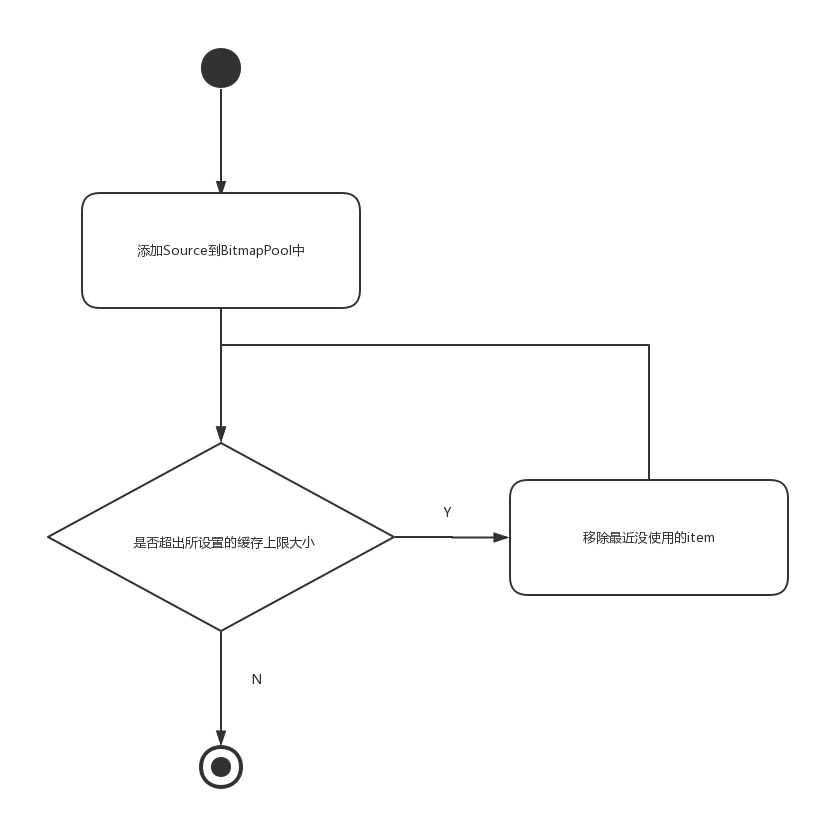 添加Source到BitmapPool中
Y
是否超出所设置的缓存上限大小
移除最近没使用的item
N